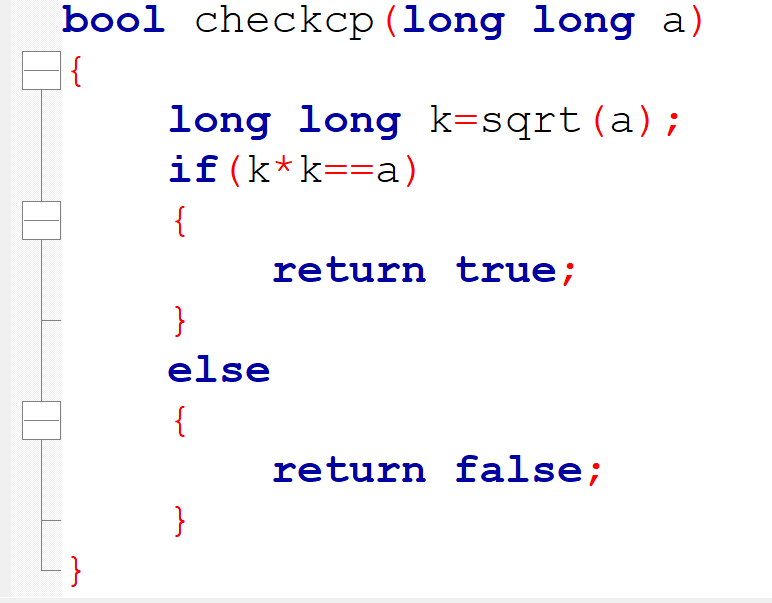 bool checkcp(long long a)
{
long long k=sqrt(a);
if(k*k==a)
{
return true;
}
else
{
return false;
}
}